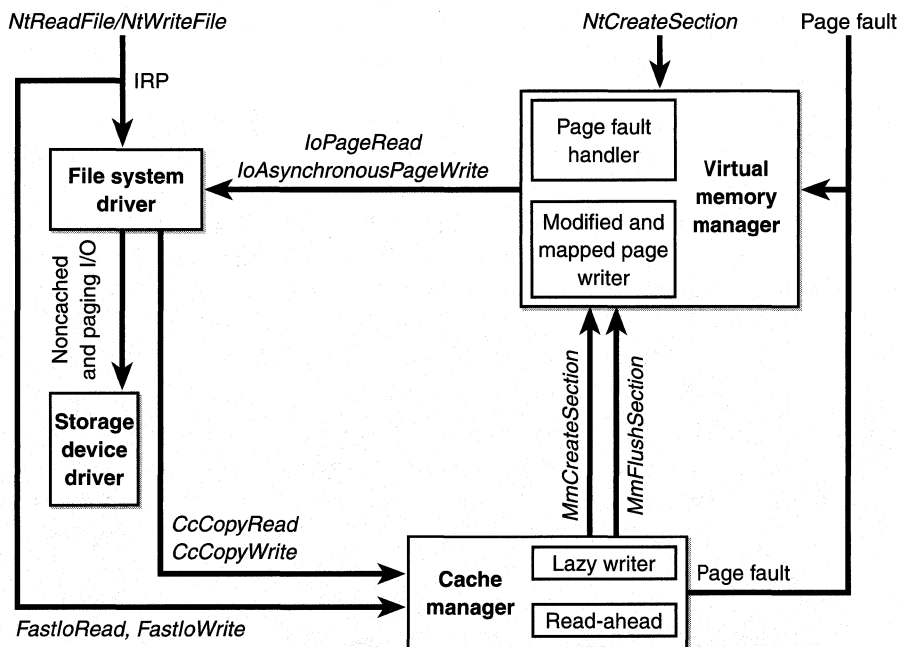 NtReadFile/NtWriteFile
NtCreateSection
Page fault
IRP
IoPageRead
IoAsynchronousPageWrite
Page fault
handler
Virtual
memory
manager
File system
driver
Modified and
mapped page
writer
Noncached
and paging I/O
Storage
device
driver
MmCreateSection
MmFlushSection
CcCopyRead
CcCopyWrite
Cache
manager
Lazy writer
Page fault
Read-ahead
FastIoRead, FastIoWrite